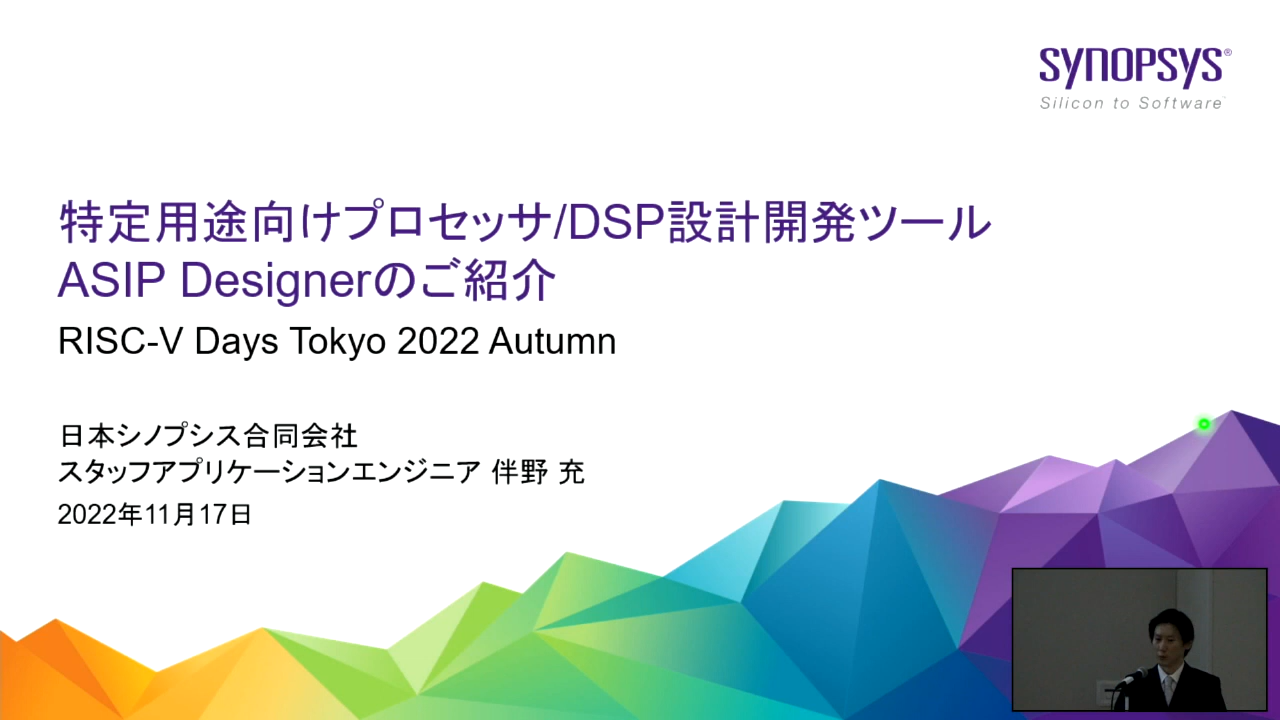 SYNOPSYS®
Silicon to Software™
特定用途向けプロセッサ/DSP設計開発ツール
ASIP Designerのご紹介
RISC-V Days Tokyo 2022 Autumn
日本シノプシス合同会社
スタッフアプリケーションエンジニア 伴野 充
2022年11月17日